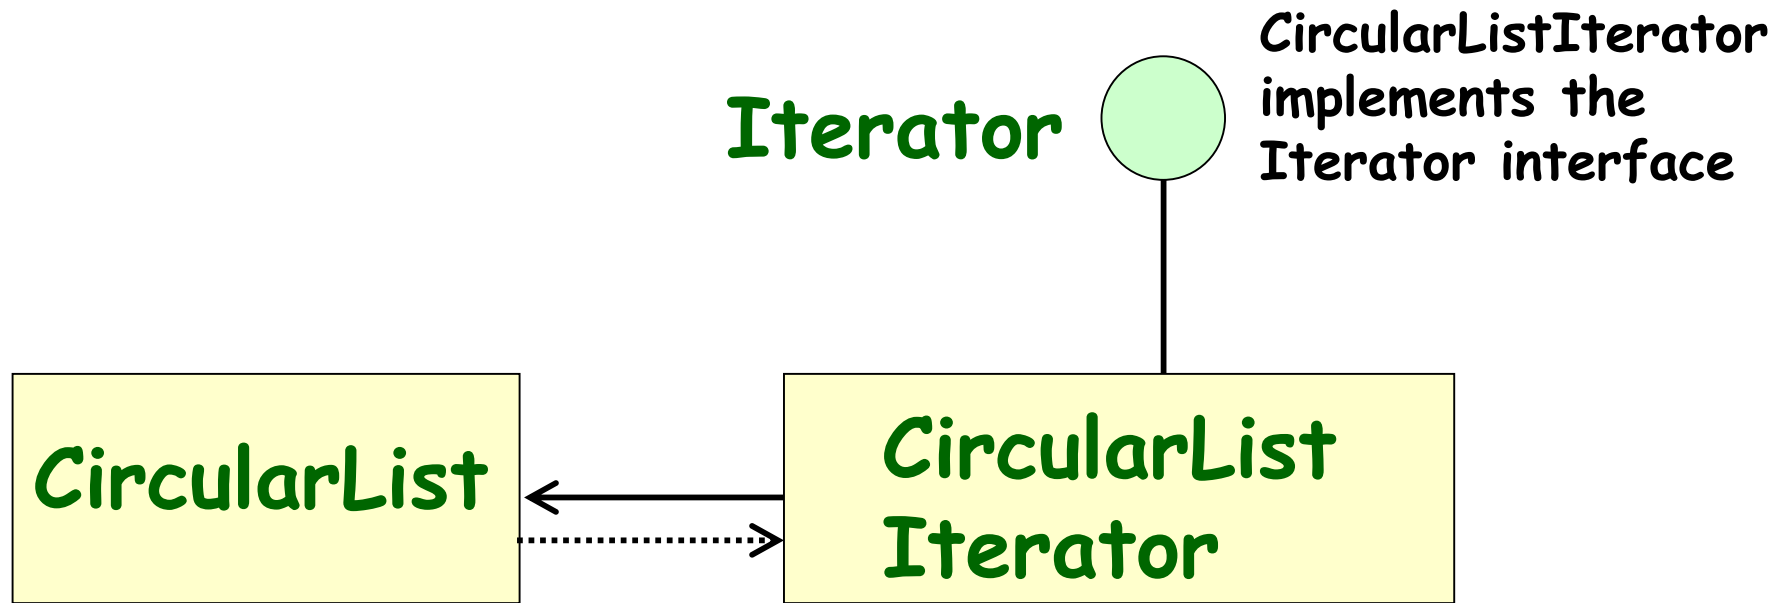 CircularListIterator
implements the
Iterator interface
Iterator
CircularList
CircularList
Iterator